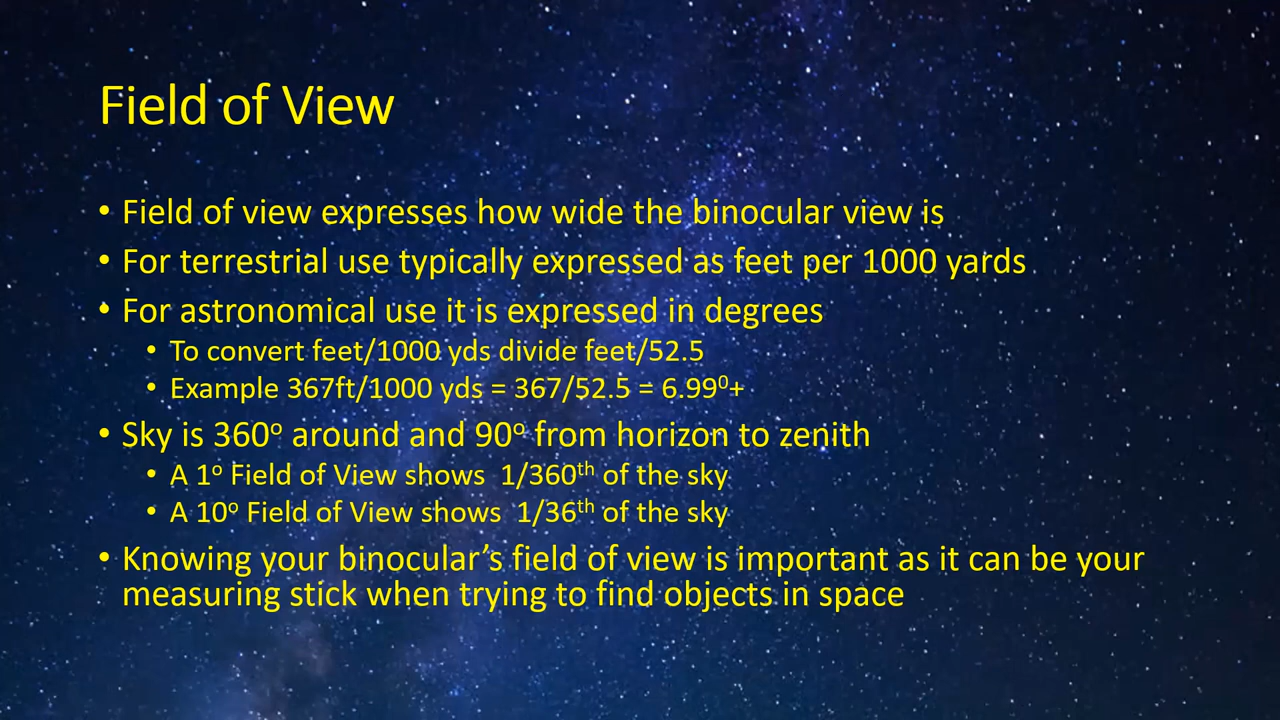 Field of View
• Field of view expresses how wide the binocular view is
• For terrestrial use typically expressed as feet per 1000 yards
• For astronomical use it is expressed in degrees
• To convert feet/1000 yds divide feet/52.5
• Example 367ft/1000 yds = 367/52.5 = 6.99⁰+
• Sky is 360º around and 90º from horizon to zenith
• A 1º Field of View shows  1/360th of the sky
• A 10º Field of View shows  1/36th of the sky
• Knowing your binocular’s field of view is important as it can be your
measuring stick when trying to find objects in space